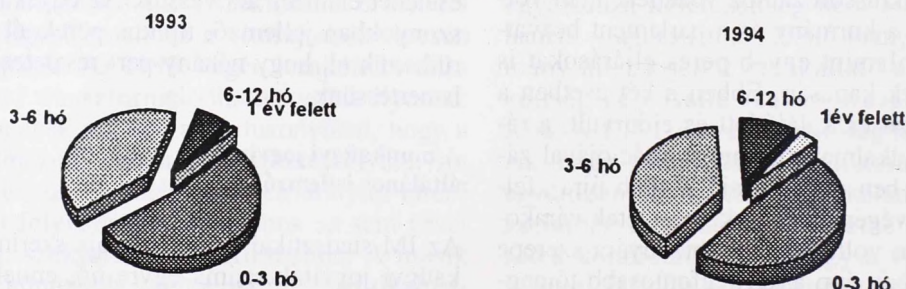 1993
6-12 hó
1 év felett
3-6 hó
0-3 hó
1994
6-12 hó
1év felett
3-6 hó
0-3 hó